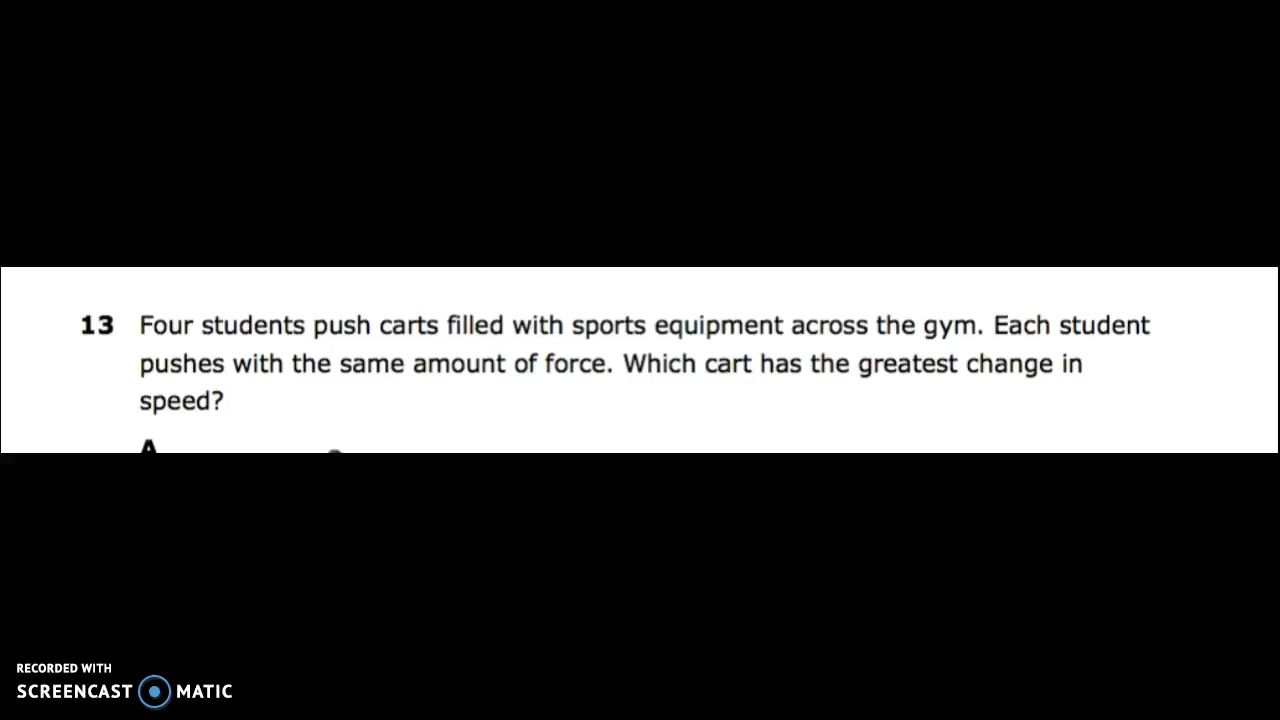 13 Four students push carts filled with sports equipment across the gym. Each student
pushes with the same amount of force. Which cart has the greatest change in
speed?
A
RECORDED WITH
SCREENCAST MATIC